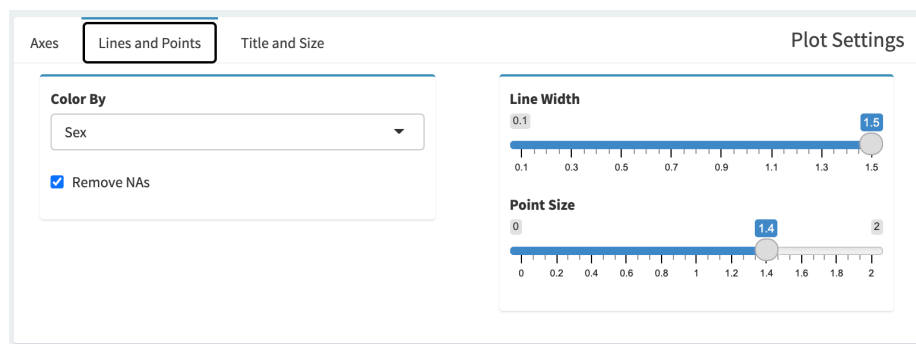 Axes
Lines and Points
Title and Size
Plot Settings
Color By
Sex
Remove NAs
Line Width
0.1 1.5
0.1 0.3 0.5 0.7 0.9 1.1 1.3 1.5
Point Size
0 1.4 2
0 0.2 0.4 0.6 0.8 1 1.2 1.4 1.6 1.8 2